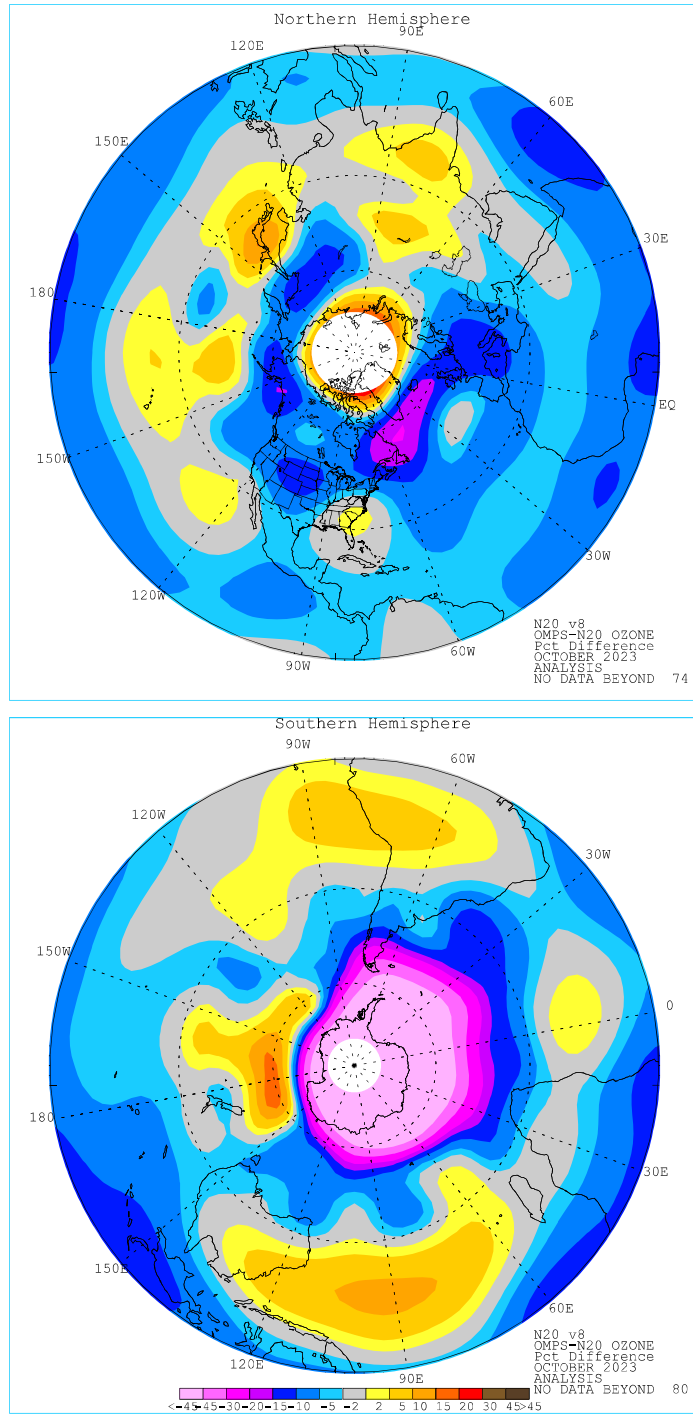 Northern Hemisphere
90E
120E
60E
150E
30E
180
EQ
150W
30W
120W
60W
90W
N20 v8
OMPS-N20 OZONE
Pct Difference
OCTOBER 2023
ANALYSIS
NO DATA BEYOND 74
Southern Hemisphere
90W
60W
120W
30W
150W
0
180
30E
150E
60E
120E
90E
N20 v8
OMPS-N20 OZONE
Pct Difference
OCTOBER 2023
ANALYSIS
NO DATA BEYOND 80
<-45 -45 -30 -20 -15 -10 -5 -2 2 5 10 15 20 30 45 >45